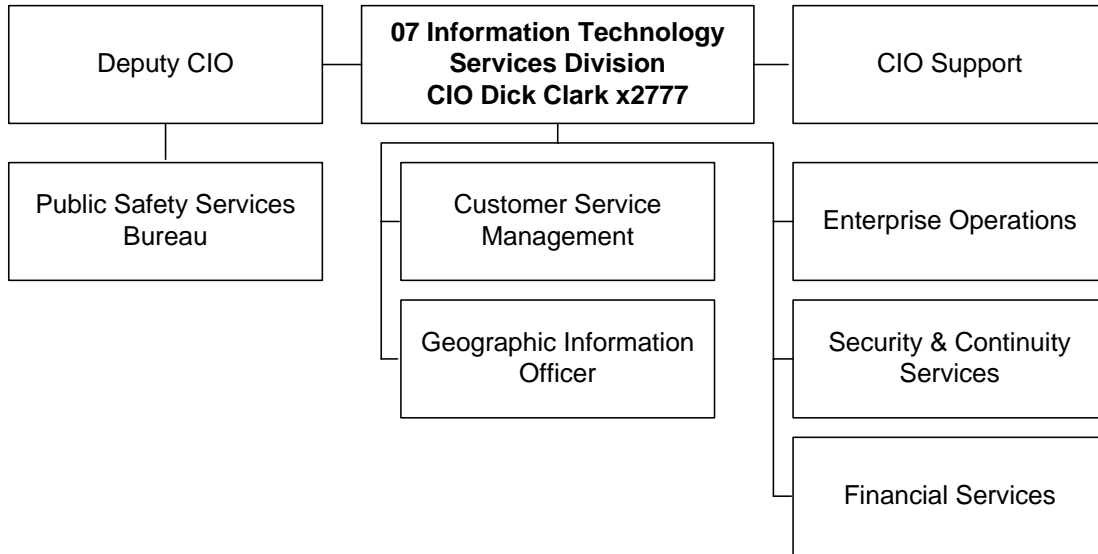 Deputy CIO
07 Information Technology
Services Division
CIO Dick Clark x2777
CIO Support
Public Safety Services
Bureau
Customer Service
Management
Enterprise Operations
Geographic Information
Officer
Security & Continuity
Services
Financial Services